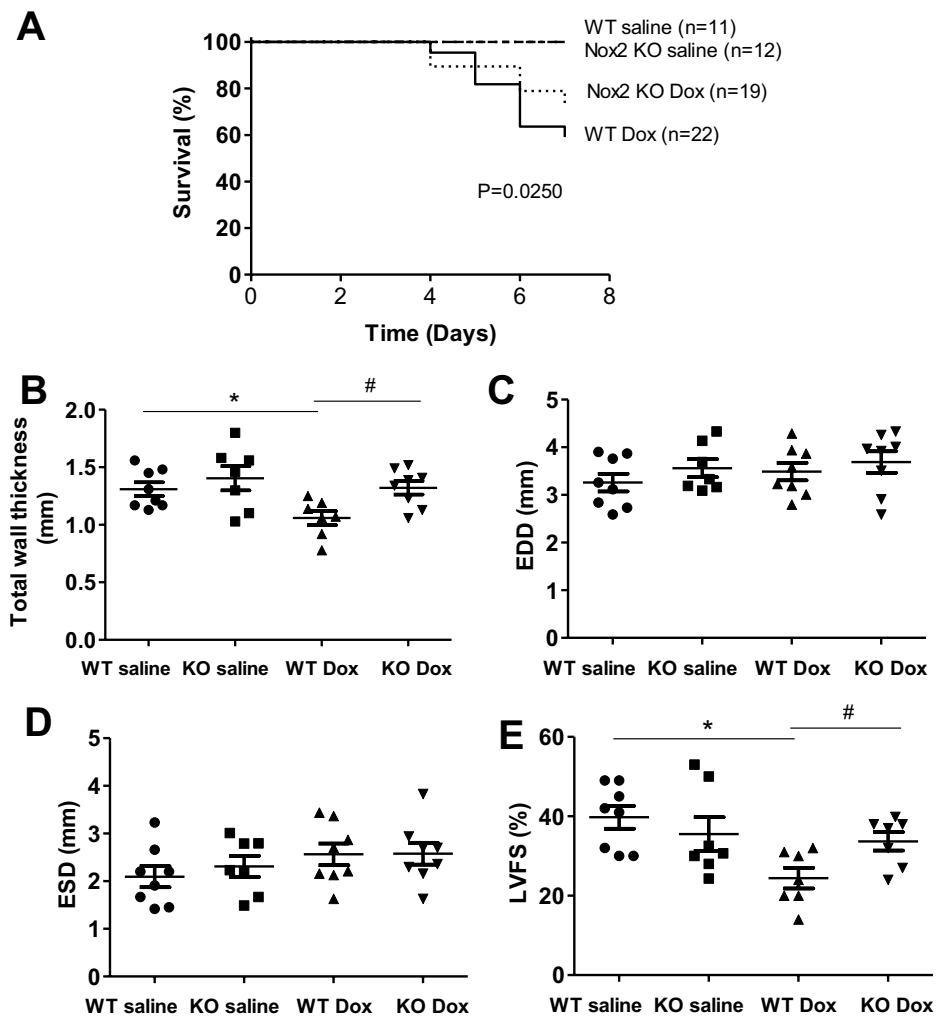 A
WT saline (n=11)
Nox2 KO saline (n=12)
Nox2 KO Dox (n=19)
WT Dox (n=22)
P=0.0250
Survival (%)
100
80
60
40
20
0
0 2 4 6 8
Time (Days)
B
* #
Total wall thickness
(mm)
2.0
1.5
1.0
0.5
0.0
WT saline KO saline WT Dox KO Dox
C
EDD (mm)
5
4
3
2
1
0
WT saline KO saline WT Dox KO Dox
D
ESD (mm)
5
4
3
2
1
0
WT saline KO saline WT Dox KO Dox
E
* #
LVFS (%)
60
40
20
0
WT saline KO saline WT Dox KO Dox